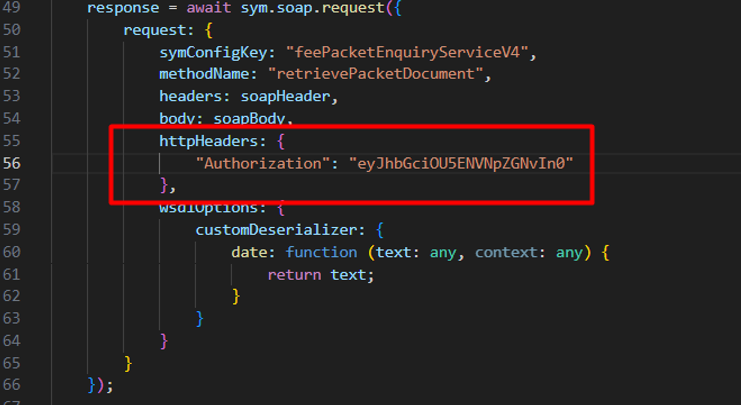 49 response = await sym.soap.request({
50 request: {
51 symConfigKey: "feePacketEnquiryServiceV4",
52 methodName: "retrievePacketDocument",
53 headers: soapHeader,
54 body: soapBody,
55 httpHeaders: {
56 "Authorization": "eyJhbGciOU5ENVNpZGNvIn0"
57 },
58 wsdlOptions: {
59 customDeserializer: {
60 date: function (text: any, context: any) {
61 return text;
62 }
63 }
64 }
65 }
66 });
67